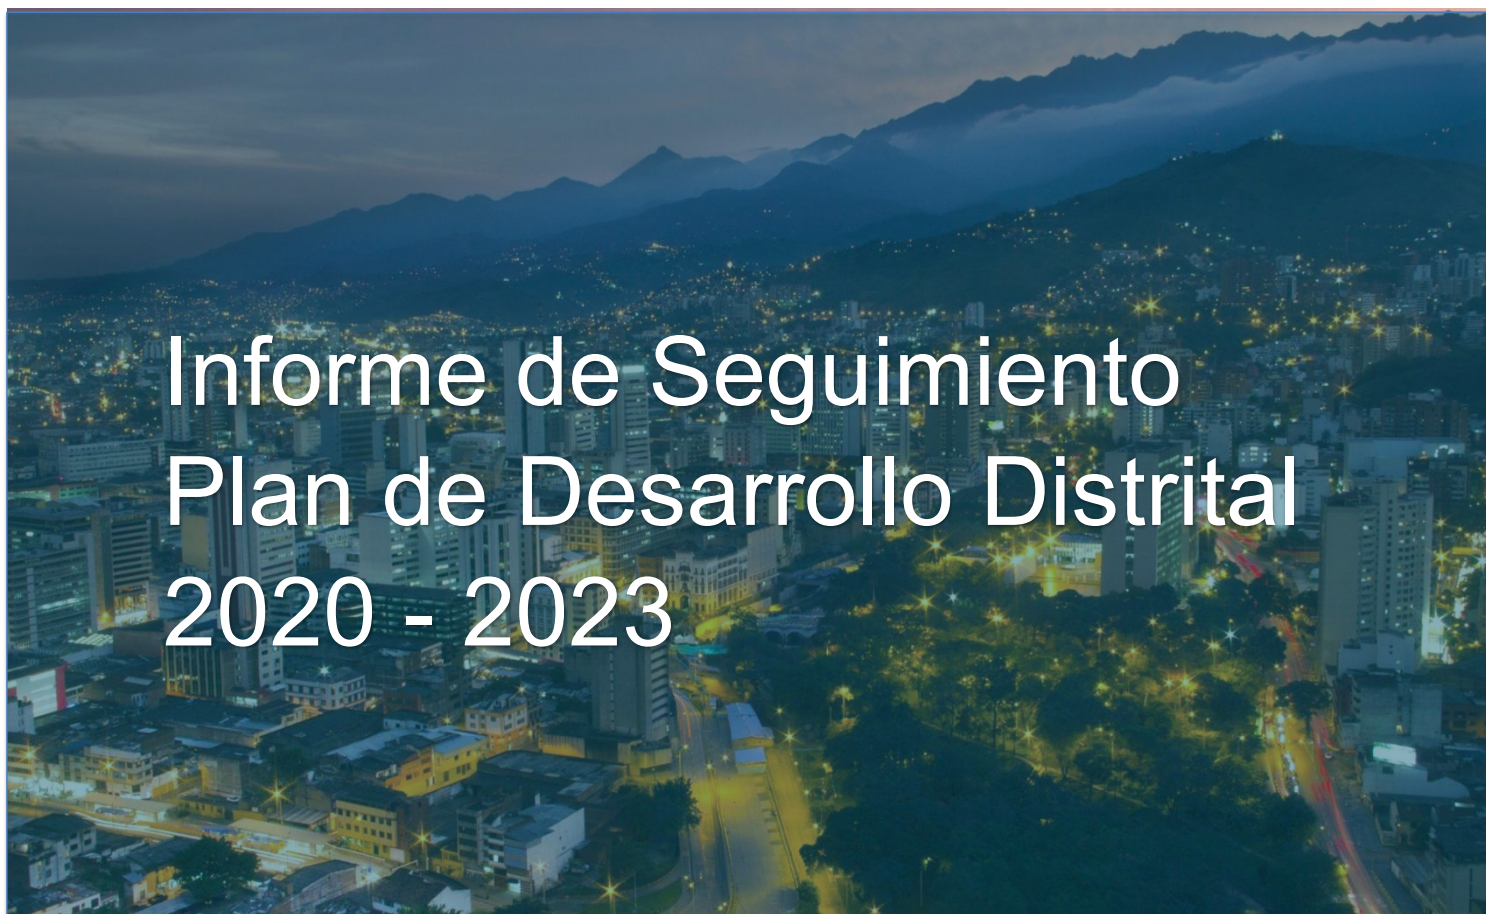 Informe de Seguimiento
Plan de Desarrollo Distrital
2020 - 2023